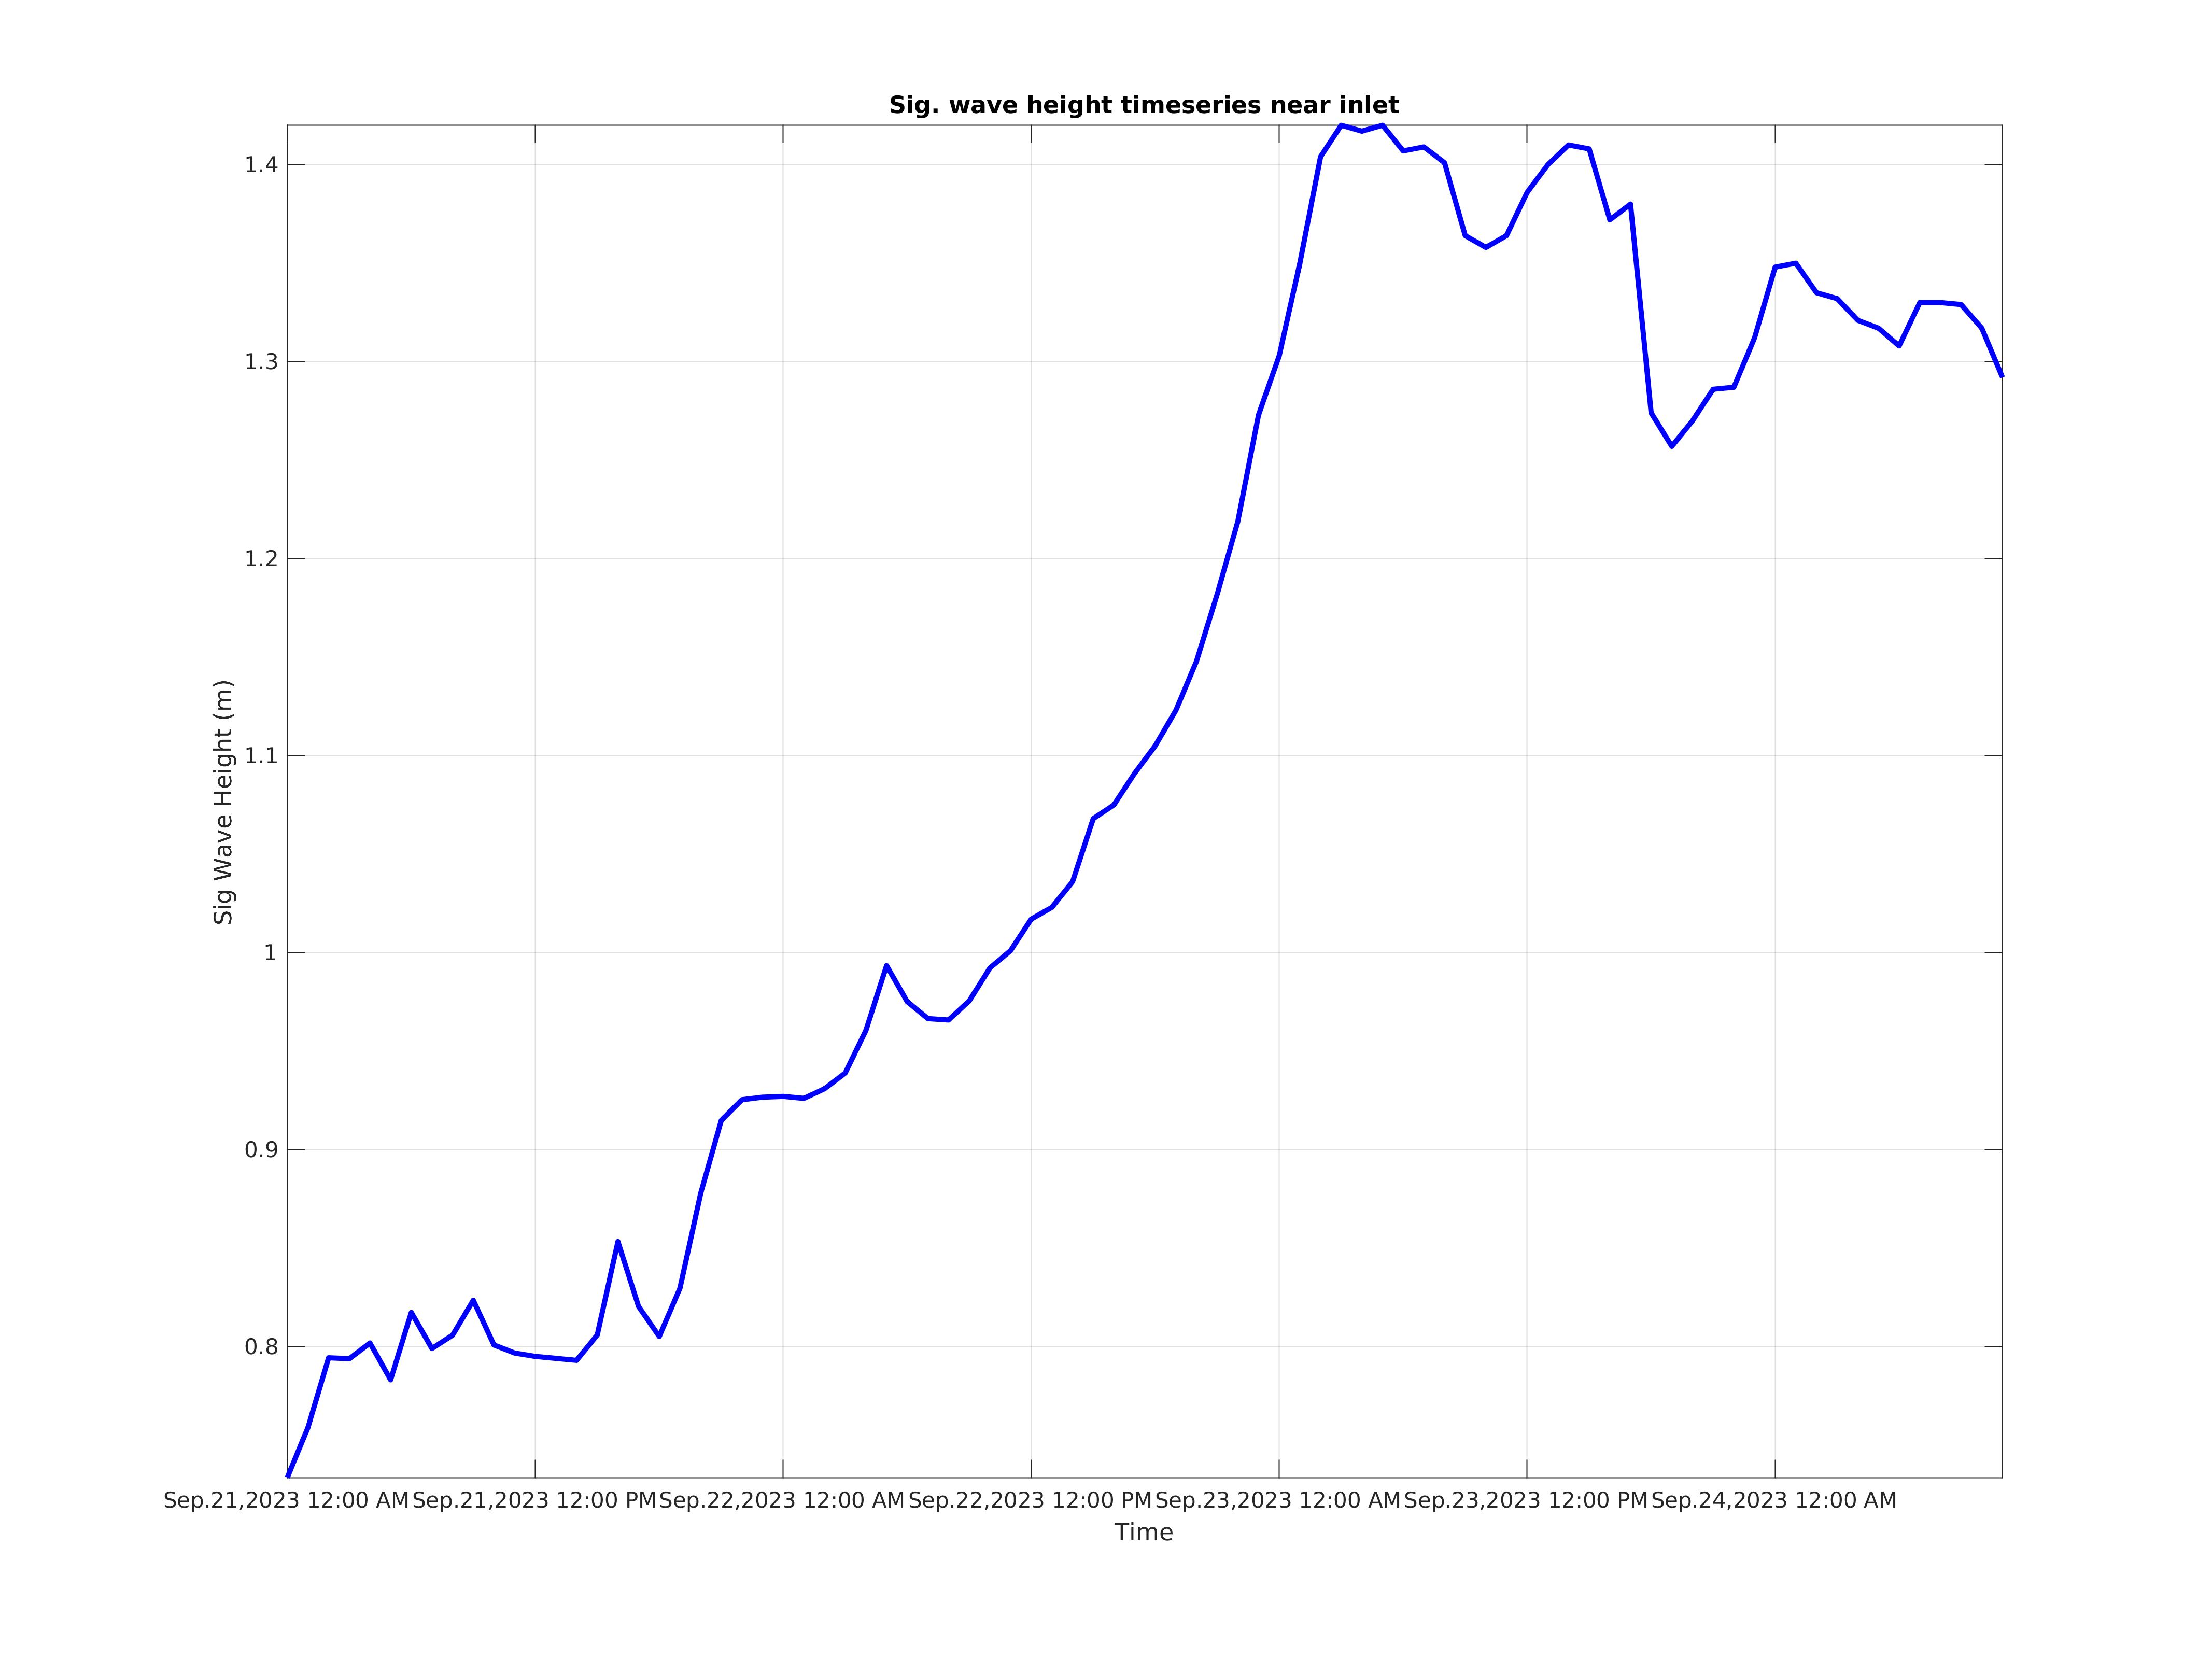 Sig. wave height timeseries near inlet
1.4
1.3
1.2
1.1
1
0.9
0.8
Sig Wave Height (m)
Sep.21,2023 12:00 AM Sep.21,2023 12:00 PM Sep.22,2023 12:00 AM Sep.22,2023 12:00 PM Sep.23,2023 12:00 AM Sep.23,2023 12:00 PM Sep.24,2023 12:00 AM
Time